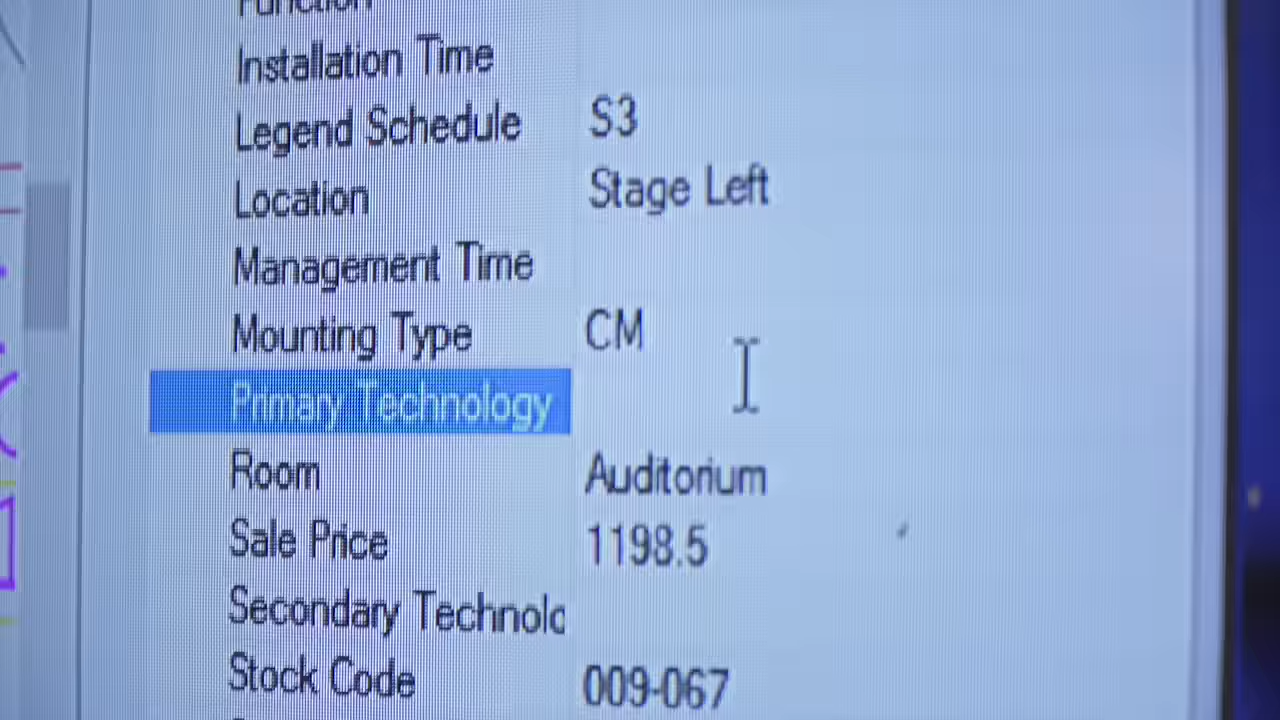 Function
Installation Time
Legend Schedule S3
Location Stage Left
Management Time
Mounting Type CM
Primary Technology
Room Auditorium
Sale Price 1198.5
Secondary Technolo
Stock Code 009-067